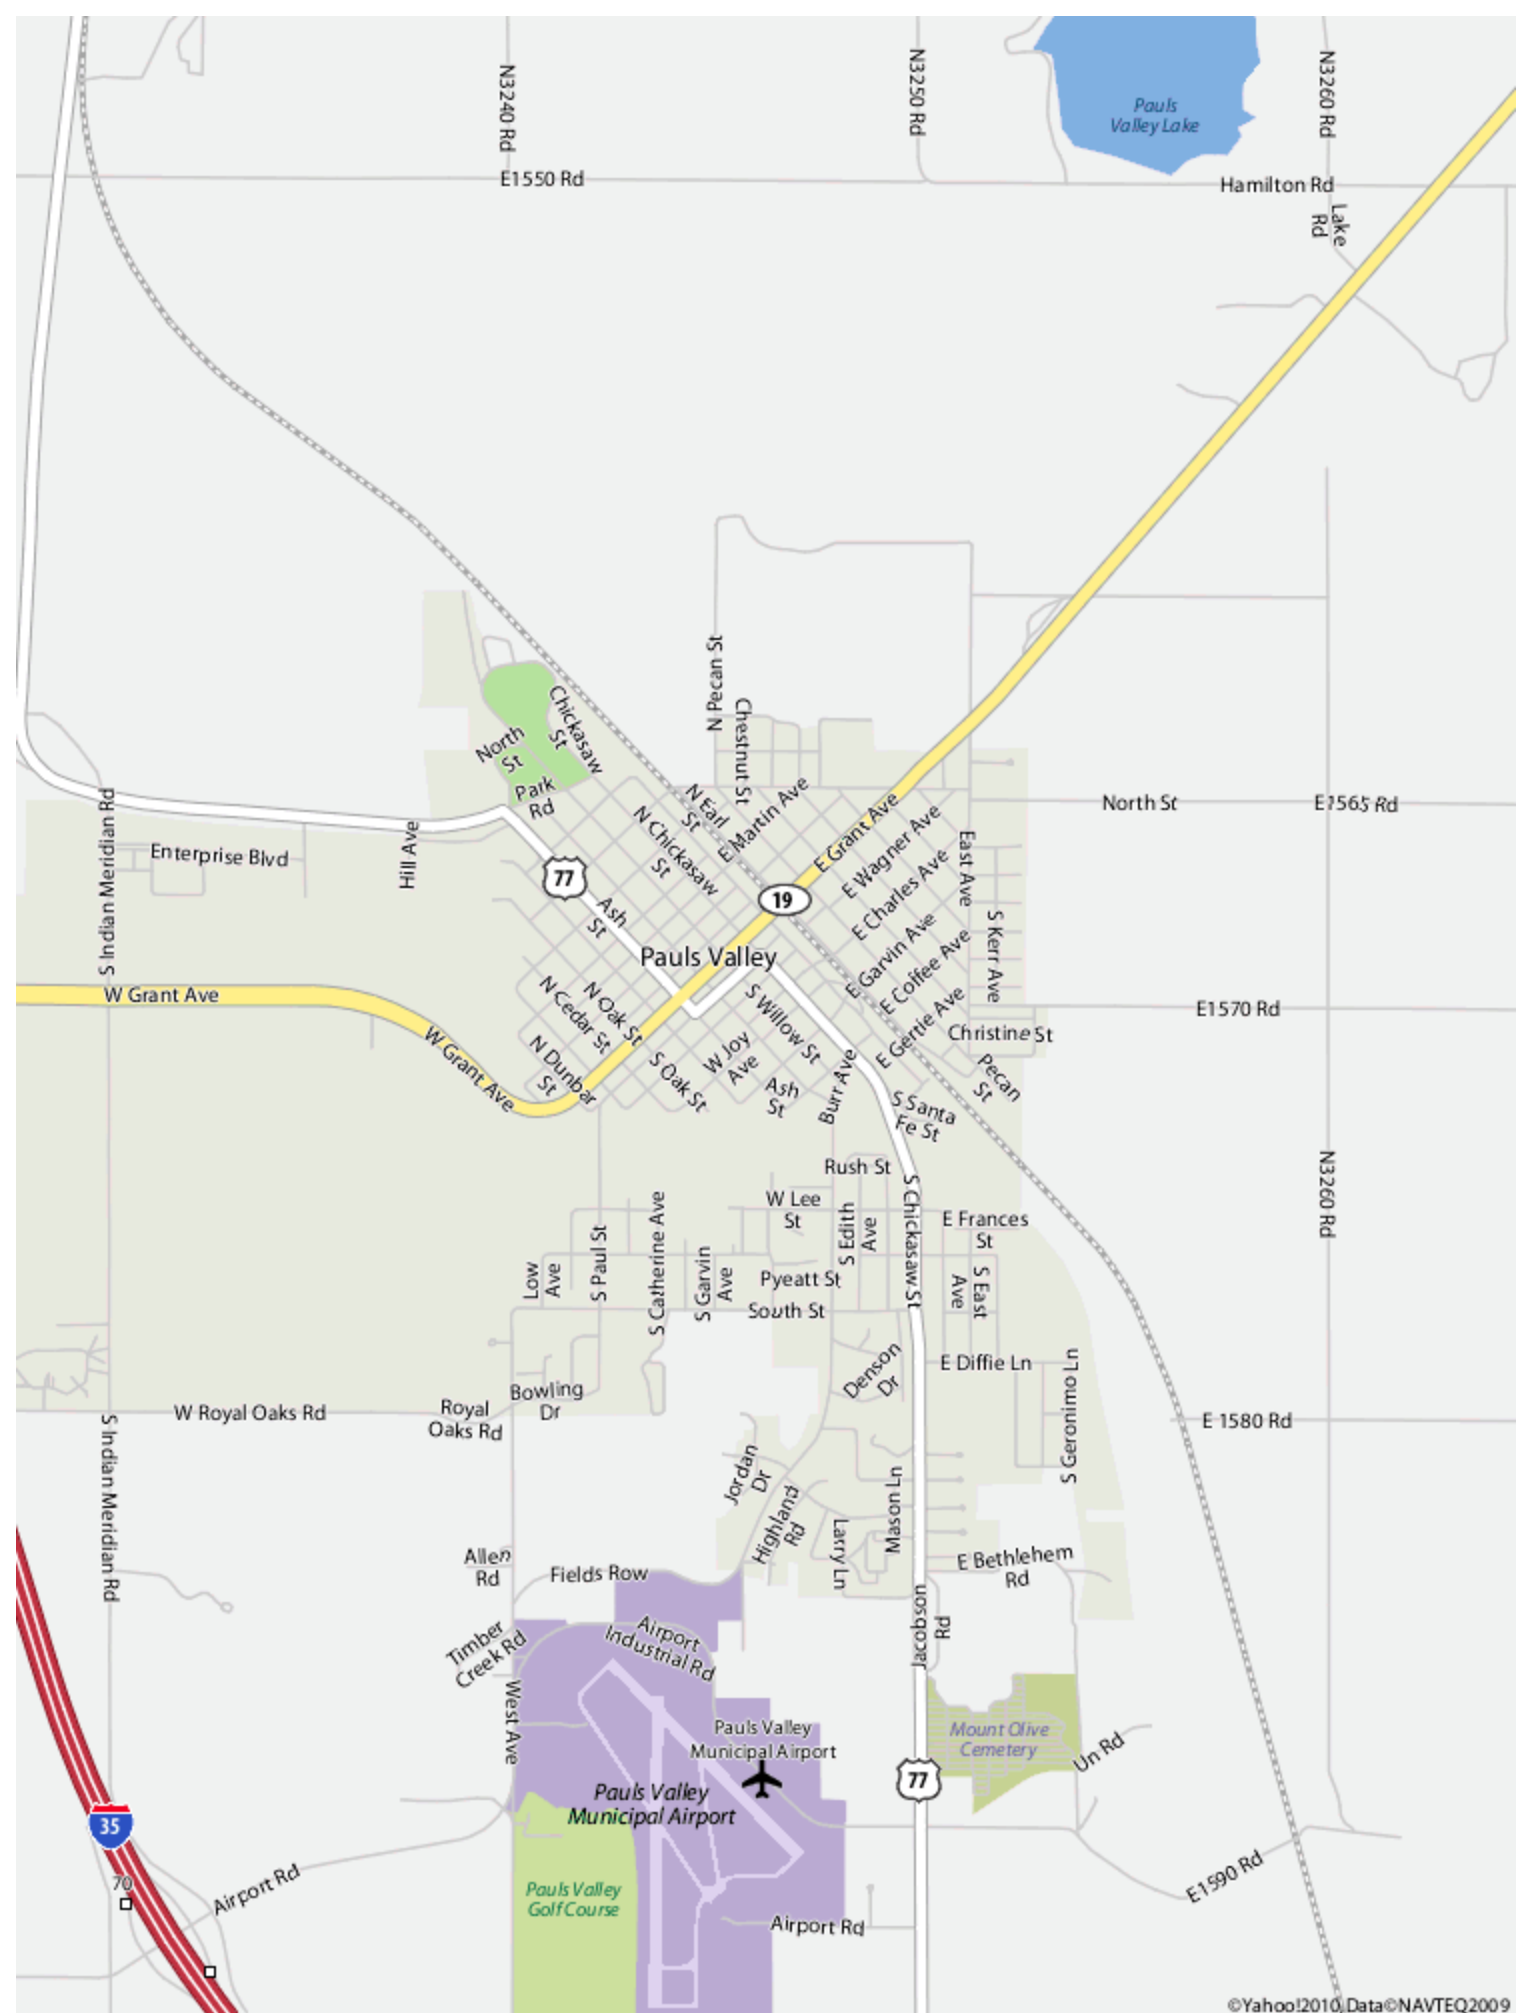 N3240 Rd
N3250 Rd
N3260 Rd
Pauls
Valley Lake
E1550 Rd
Hamilton Rd
Lake
Rd
N Pecan St
Chestnut St
Chickasaw
St
North
St
Park
Rd
N Earl
St
E Martin Ave
N Chickasaw
St
E Grant Ave
E Wagner Ave
E Charles Ave
E Garvin Ave
E Coffee Ave
E Gertie Ave
East Ave
S Kerr Ave
North St
E1565 Rd
S Indian Meridian Rd
Enterprise Blvd
Hill Ave
77
19
Ash
St
Pauls Valley
W Grant Ave
W Grant Ave
N Oak St
N Cedar St
N Dunbar
St
S Oak St
W Joy
Ave
S Willow St
Ash
St
Burr Ave
E1570 Rd
Christine St
Pecan
St
S Santa
Fe St
Rush St
W Lee
St
S Edith
Ave
S Chickasaw St
E Frances
St
N3260 Rd
Low
Ave
S Paul St
S Catherine Ave
S Garvin
Ave
Pyeatt St
South St
S East
Ave
Denson
Dr
E Diffie Ln
S Geronimo Ln
Bowling
Dr
W Royal Oaks Rd
Royal
Oaks Rd
E 1580 Rd
S Indian Meridian Rd
Jordan
Dr
Highland
Rd
Larry Ln
Mason Ln
E Bethlehem
Rd
Allen
Rd
Fields Row
Jacobson
Rd
Timber
Creek Rd
Airport
Industrial Rd
West Ave
Pauls Valley
Municipal Airport
Mount Olive
Cemetery
Un Rd
77
Pauls Valley
Municipal Airport
35
70
Airport Rd
Pauls Valley
Golf Course
Airport Rd
E1590 Rd
©Yahoo!2010,Data©NAVTEQ2009